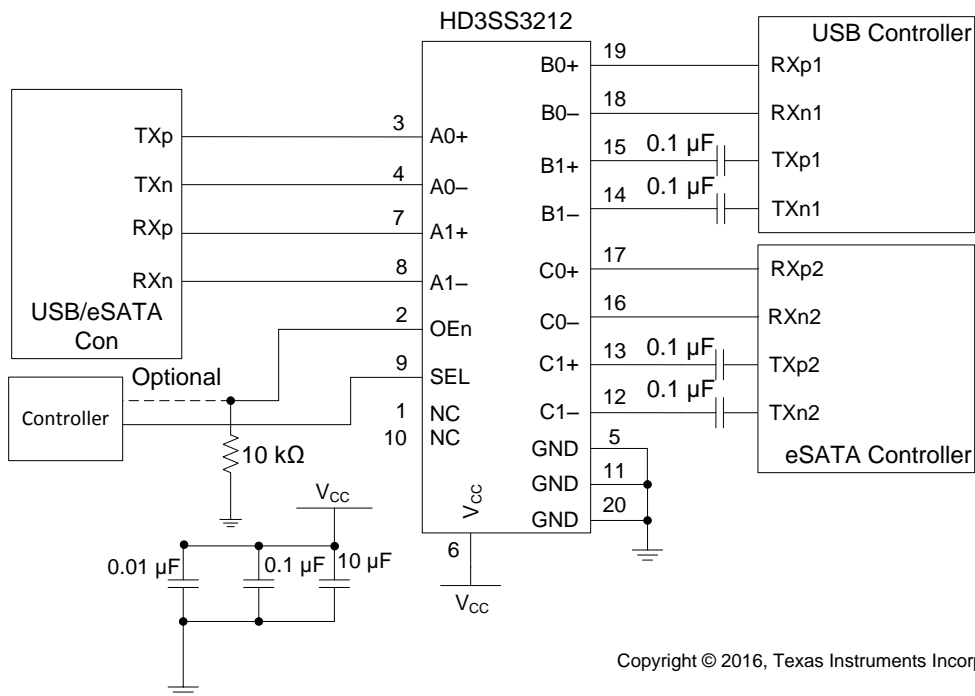 HD3SS3212
USB/eSATA
Con
TXp
TXn
RXp
RXn
3
4
7
8
2
9
1
10
A0+
A0–
A1+
A1–
OEn
SEL
NC
NC
Controller
Optional
10 kΩ
V_CC
0.01 µF
0.1 µF
10 µF
V_CC
6
V_CC
B0+
B0–
B1+
B1–
C0+
C0–
C1+
C1–
GND
GND
GND
19
18
15
14
17
16
13
12
5
11
20
0.1 µF
0.1 µF
0.1 µF
0.1 µF
USB Controller
RXp1
RXn1
TXp1
TXn1
RXp2
RXn2
TXp2
TXn2
eSATA Controller
Copyright © 2016, Texas Instruments Incorp